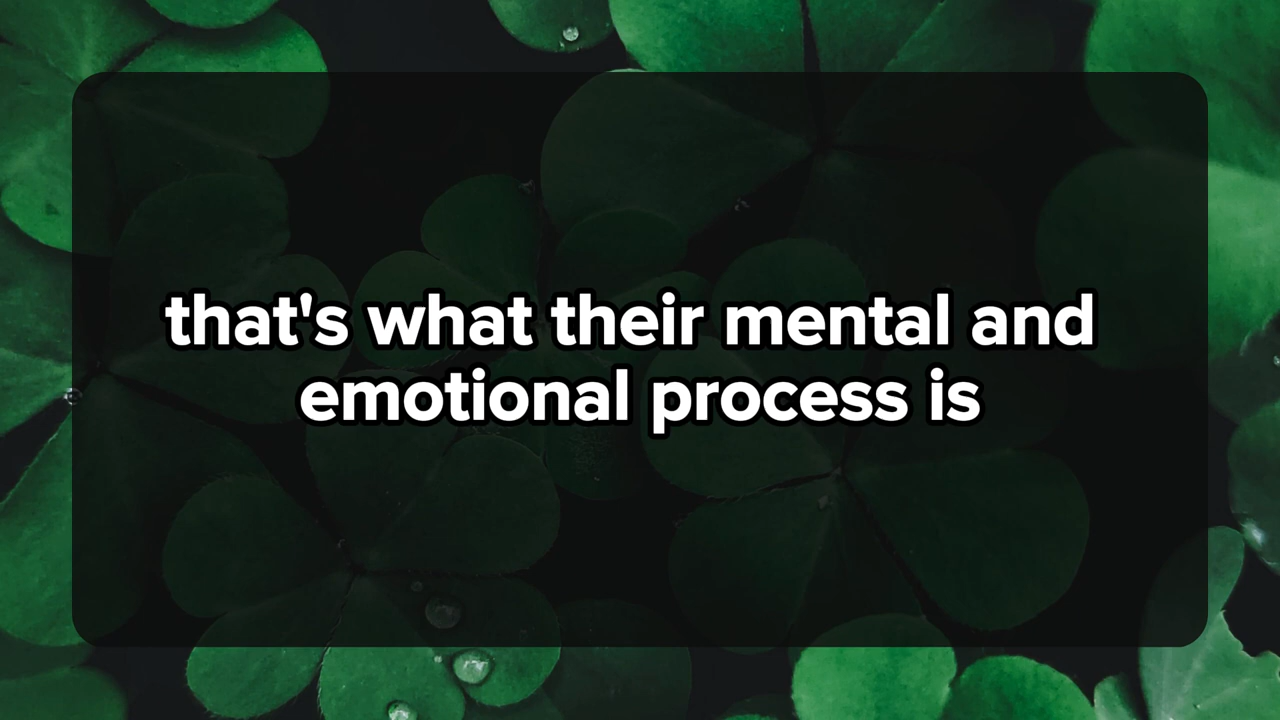 that's what their mental and
emotional process is